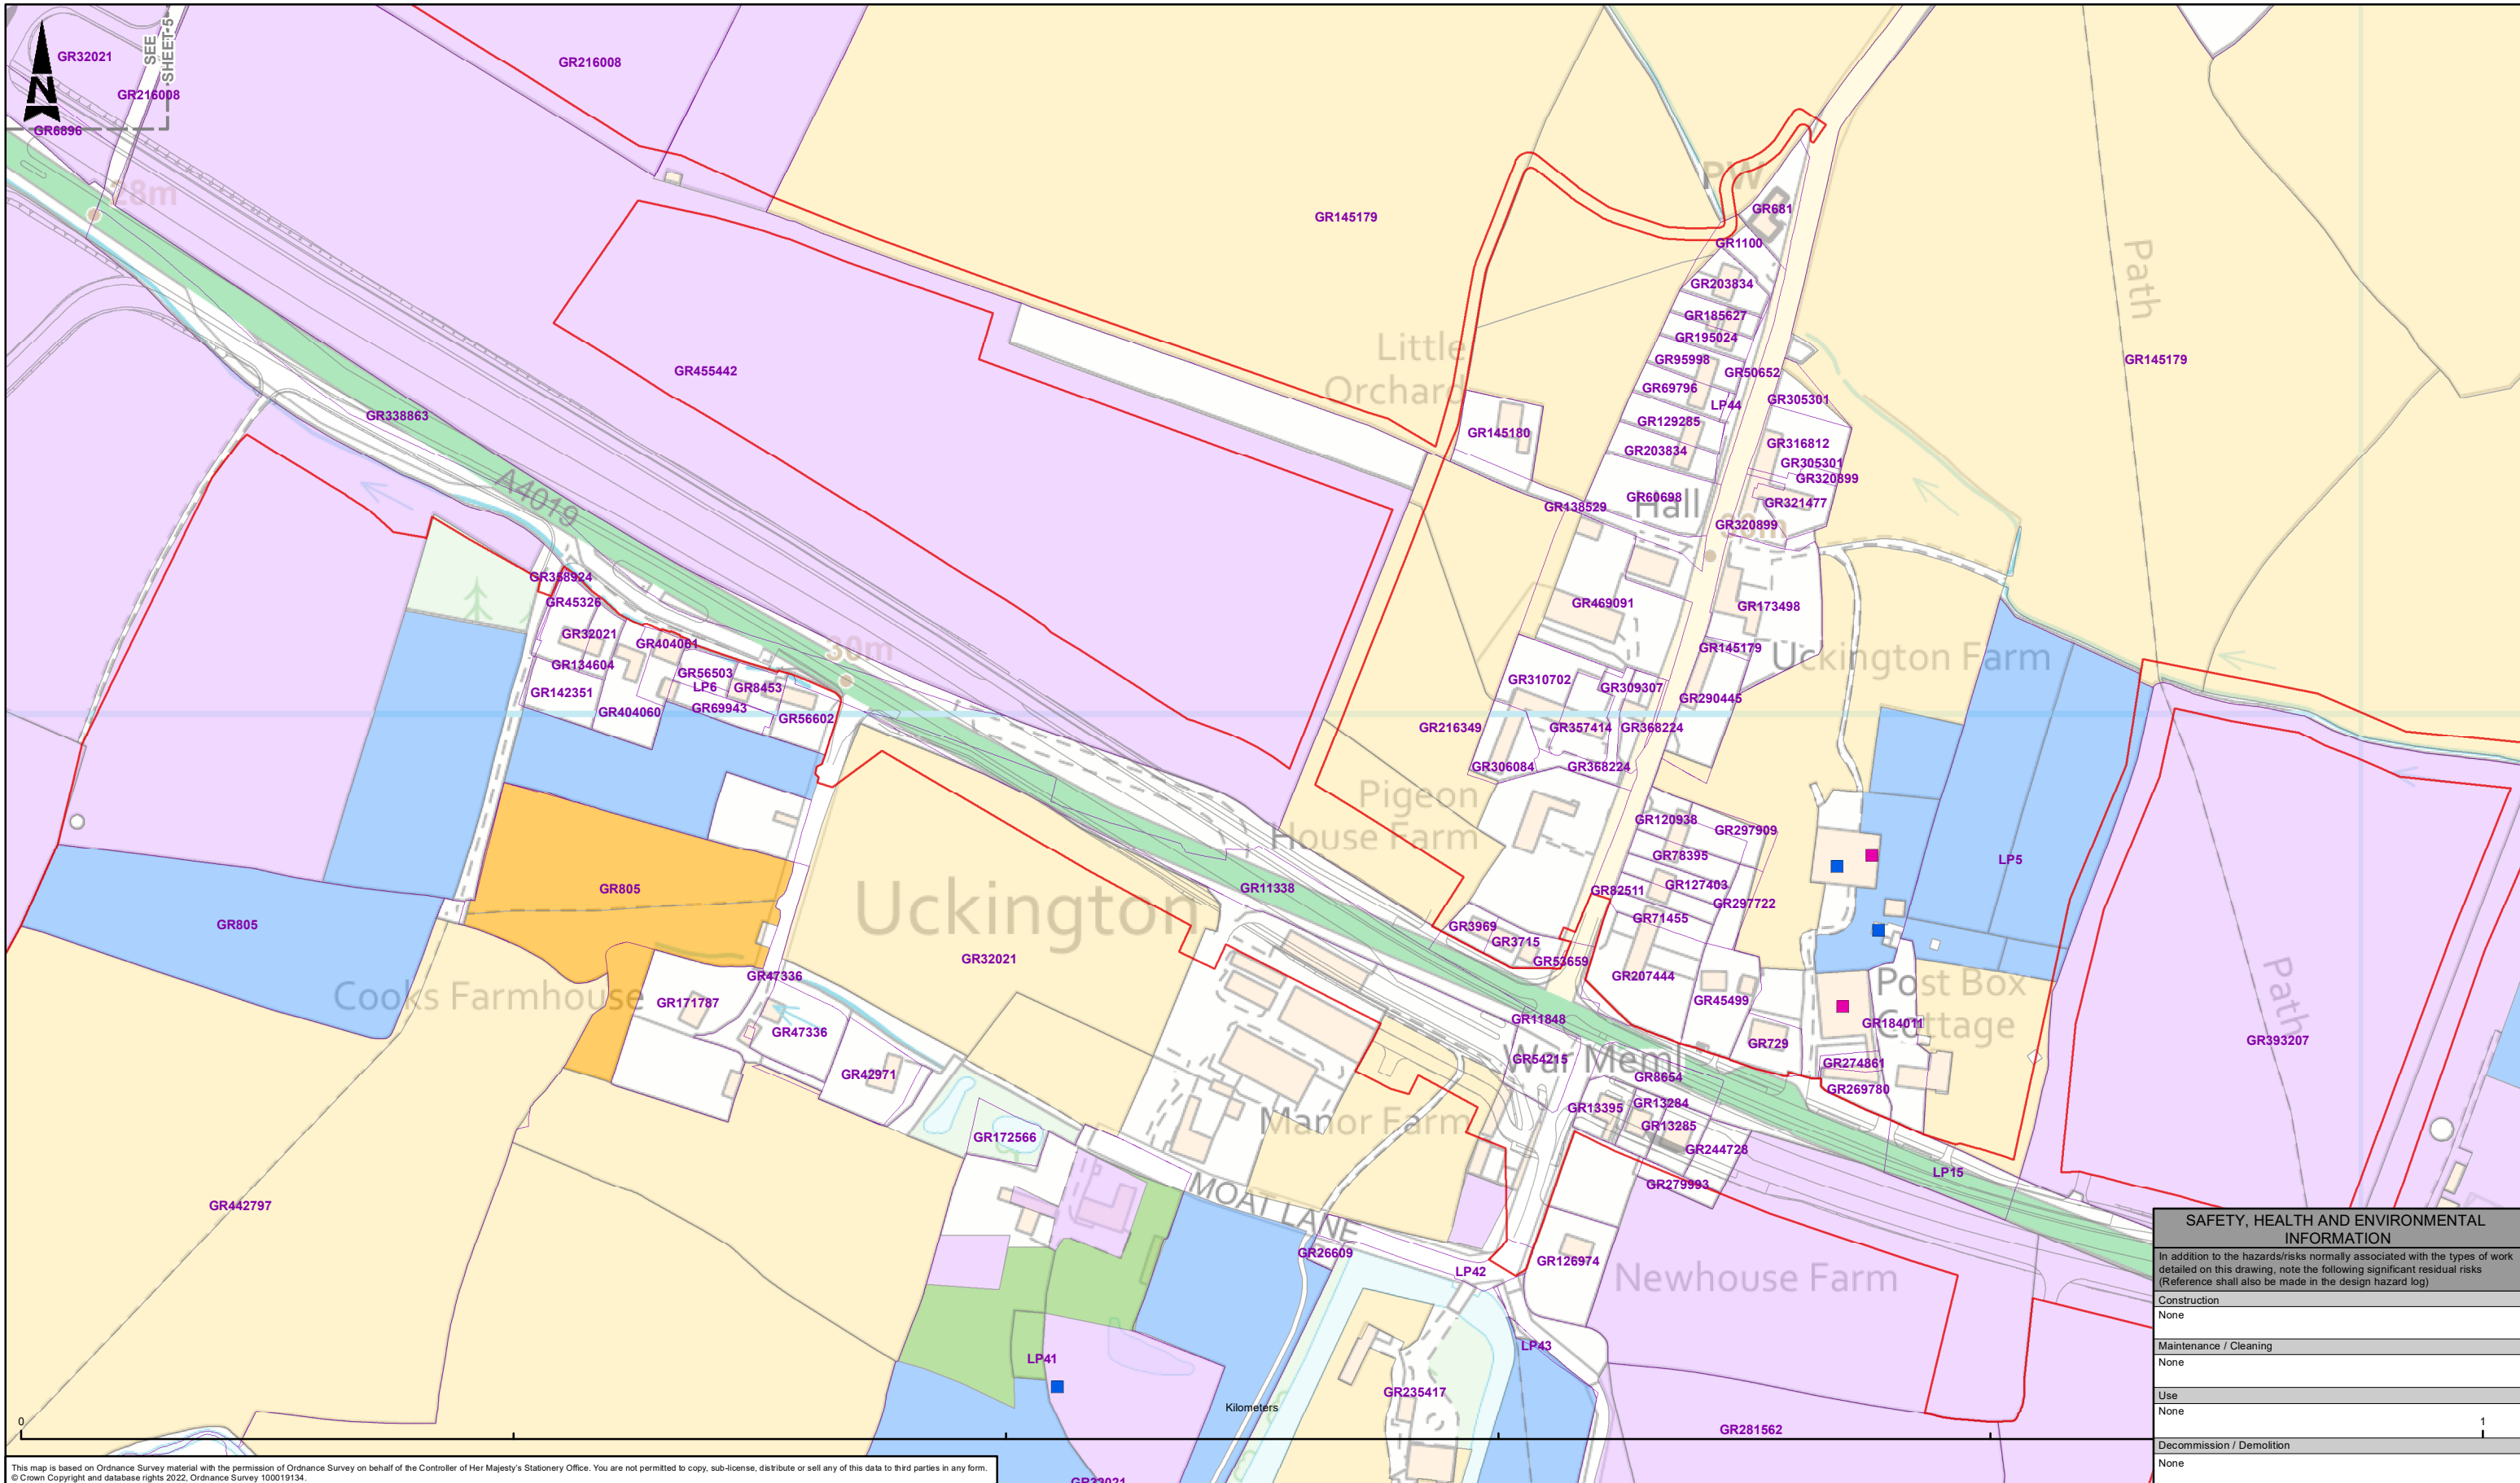 SEE
SHEET 5
GR32021
GR216008
GR6896
N
28m
GR216008
GR145179
PW
GR681
GR1100
GR203834
GR185627
GR195024
GR95998
GR50652
GR69796
LP44
GR129285
GR203834
GR305301
GR316812
GR305301
GR320899
GR321477
GR320899
Path
GR145179
GR455442
GR338863
A4019
Little
Orchard
GR145180
GR60698
Hall
GR138529
30m
GR469091
GR173498
GR145179
Uckington Farm
GR358924
GR45326
GR32021
GR404061
GR134604
GR56503
LP6
GR8453
GR142351
GR404060
GR69943
GR56602
30m
GR310702
GR309307
GR290445
GR216349
GR357414
GR368224
GR306084
GR368224
Pigeon
House Farm
GR120938
GR297909
GR78395
GR127403
GR82511
GR297722
GR71455
LP5
GR805
GR805
Uckington
GR11338
GR3969
GR3715
GR53659
GR207444
GR45499
GR32021
GR47336
Cooks Farmhouse
GR171787
GR47336
GR42971
Post Box
Cottage
GR184011
Path
GR393207
GR11848
War Meml
GR54215
GR729
GR274861
GR269780
GR8654
GR13395
GR13284
GR13285
GR244728
GR279993
Manor Farm
GR172566
LP15
MOAT LANE
GR442797
GR26609
LP42
GR126974
Newhouse Farm
LP43
LP41
GR235417
GR281562
GR32021
0
Kilometers
1
SAFETY, HEALTH AND ENVIRONMENTAL
INFORMATION
In addition to the hazards/risks normally associated with the types of work
detailed on this drawing, note the following significant residual risks
(Reference shall also be made in the design hazard log)
Construction
None
Maintenance / Cleaning
None
Use
None
Decommission / Demolition
None
This map is based on Ordnance Survey material with the permission of Ordnance Survey on behalf of the Controller of Her Majesty's Stationery Office. You are not permitted to copy, sub-license, distribute or sell any of this data to third parties in any form.
© Crown Copyright and database rights 2022, Ordnance Survey 100019134.